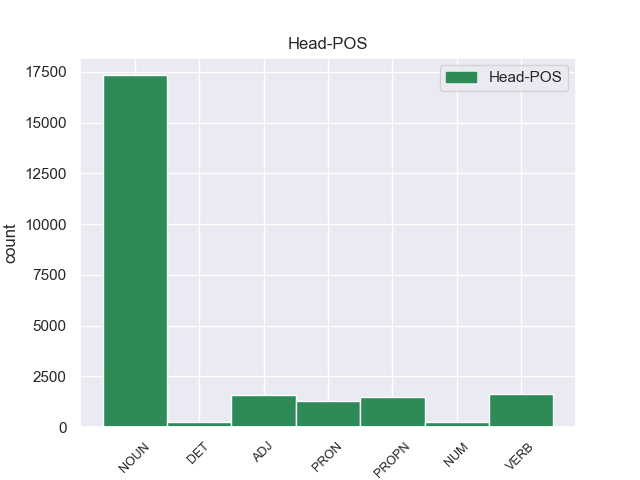 Head-POS
Head-POS
17500
15000
12500
10000
7500
5000
2500
0
count
NOUN
DET
ADJ
PRON
PROPN
NUM
VERB